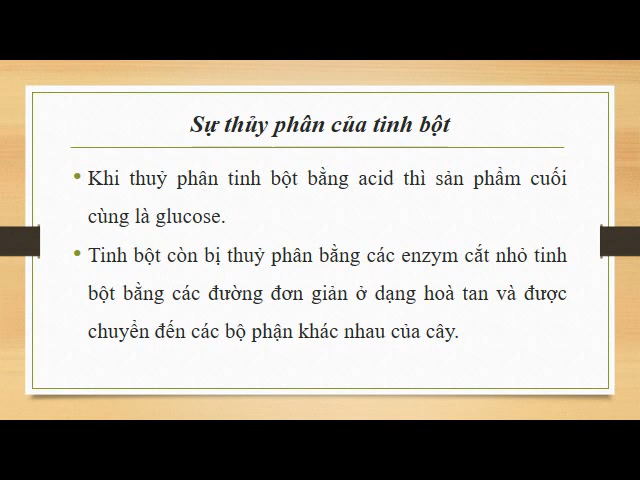 Sự thủy phân của tinh bột
• Khi thuỷ phân tinh bột bằng acid thì sản phẩm cuối
cùng là glucose.
• Tinh bột còn bị thuỷ phân bằng các enzym cắt nhỏ tinh
bột bằng các đường đơn giản ở dạng hoà tan và được
chuyển đến các bộ phận khác nhau của cây.